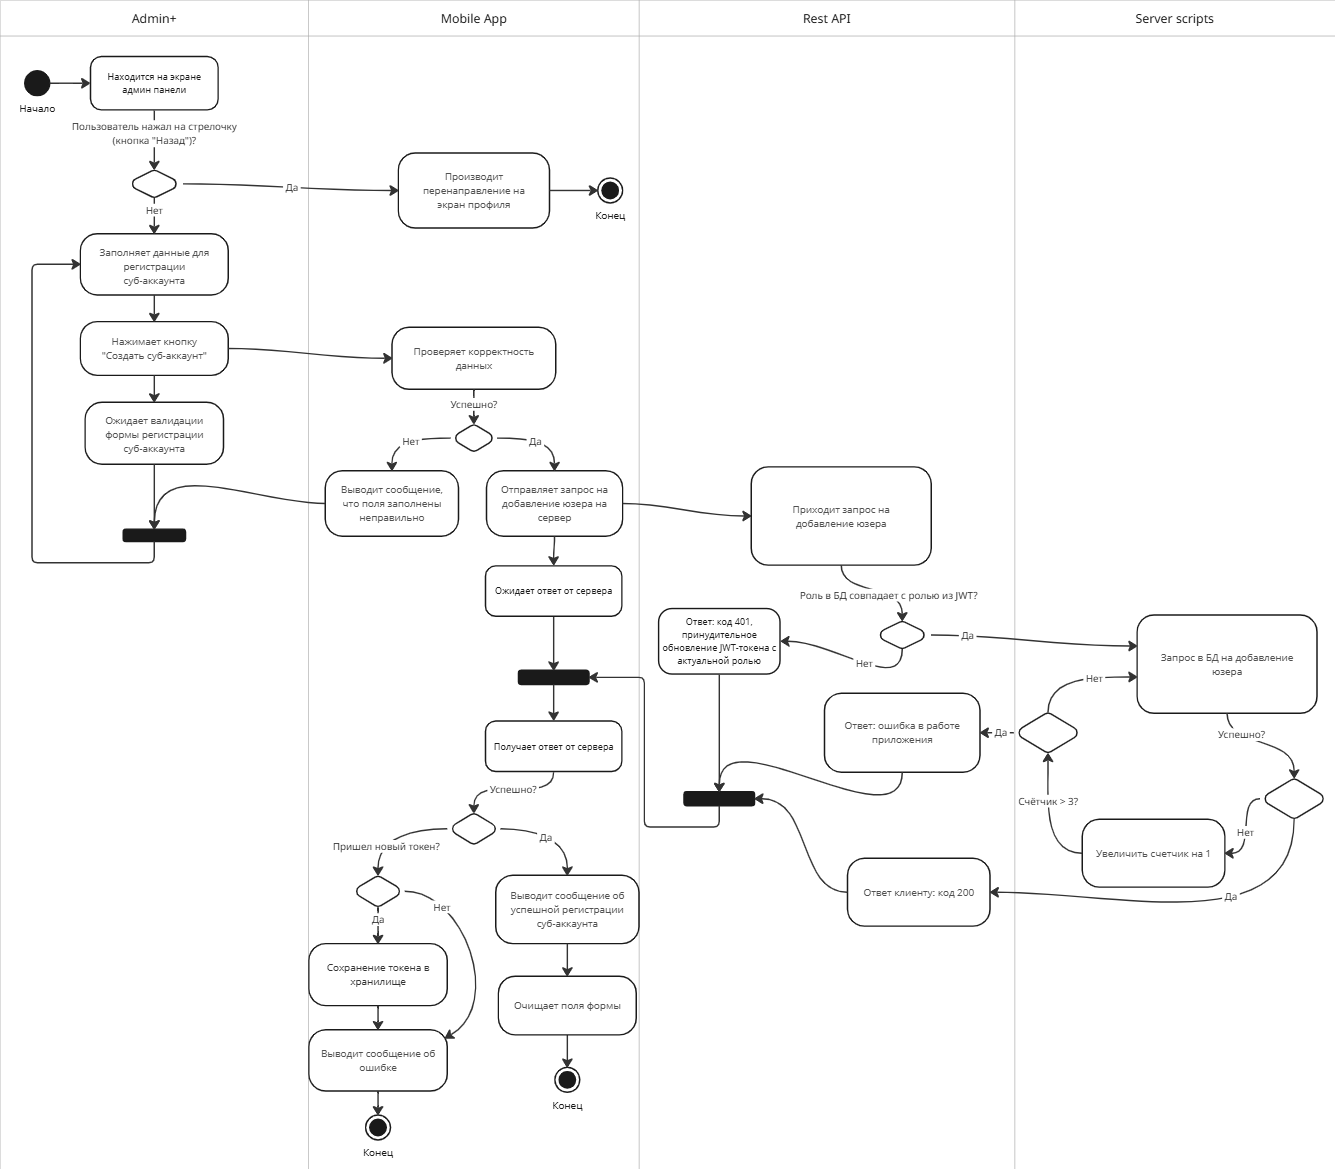 Admin+
Mobile App
Rest API
Server scripts
Находится на экране
админ панели
Начало
Пользователь нажал на стрелочку
(кнопка "Назад")?
Да
Производит
перенаправление на
экран профиля
Конец
Нет
Заполняет данные для
регистрации
суб-аккаунта
Нажимает кнопку
"Создать суб-аккаунт"
Проверяет корректность
данных
Успешно?
Ожидает валидации
формы регистрации
суб-аккаунта
Нет
Да
Выводит сообщение,
что поля заполнены
неправильно
Отправляет запрос на
добавление юзера на
сервер
Приходит запрос на
добавление юзера
Ожидает ответ от сервера
Роль в БД совпадает с ролью из JWT?
Ответ: код 401,
принудительное
обновление JWT-токена с
актуальной ролью
Нет
Да
Запрос в БД на добавление
юзера
Нет
Ответ: ошибка в работе
приложения
Да
Успешно?
Получает ответ от сервера
Успешно?
Счётчик > 3?
Нет
Увеличить счетчик на 1
Да
Пришел новый токен?
Да
Ответ клиенту: код 200
Нет
Да
Выводит сообщение об
успешной регистрации
суб-аккаунта
Сохранение токена в
хранилище
Очищает поля формы
Выводит сообщение об
ошибке
Конец
Конец